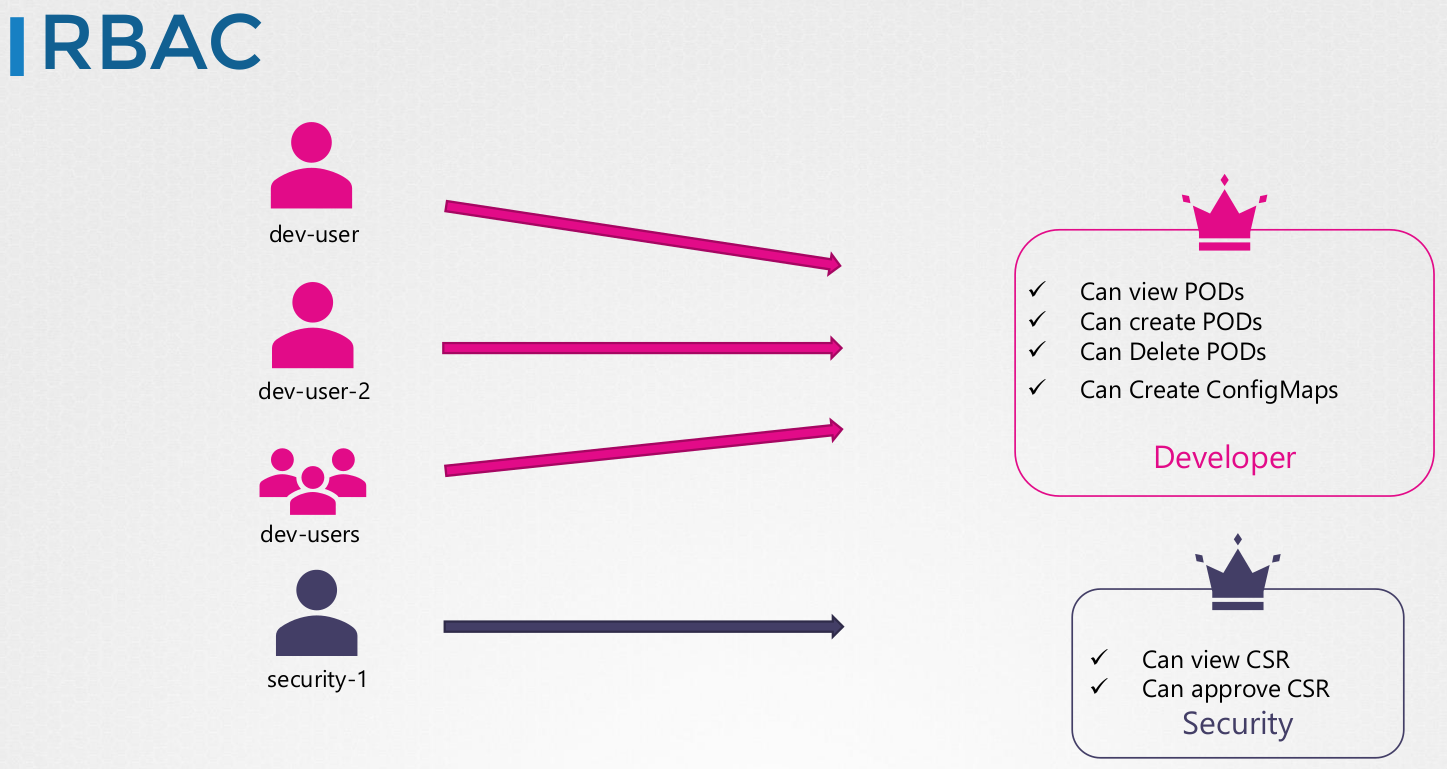 RBAC
dev-user
dev-user-2
dev-users
security-1
✓ Can view PODs
✓ Can create PODs
✓ Can Delete PODs
✓ Can Create ConfigMaps
Developer
✓ Can view CSR
✓ Can approve CSR
Security